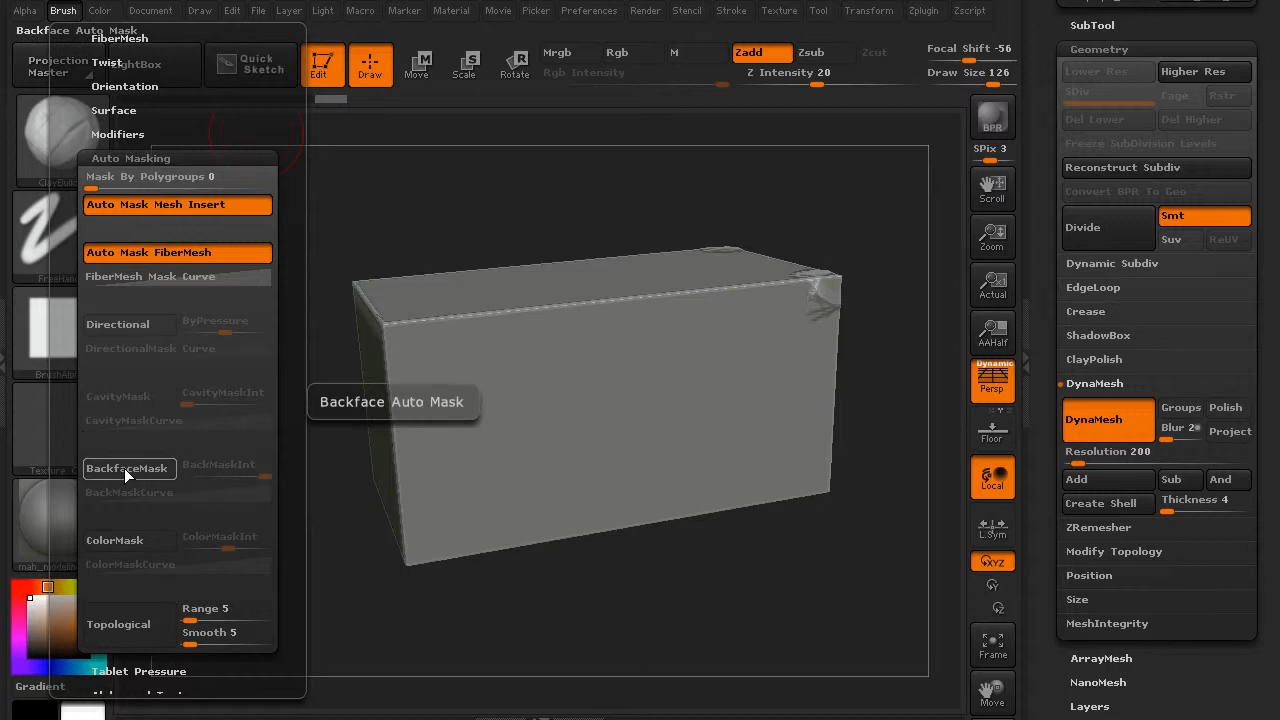 Alpha Brush Color Document Draw Edit File Layer Light Macro Marker Material Movie Picker Preferences Render Stencil Stroke Texture Tool Transform Zplugin Zscript
Backface Auto Mask
FiberMesh
Twist
Orientation
Surface
Modifiers
Projection
Master
LightBox
Quick
Sketch
Edit
Draw
Move
Scale
Rotate
Mrgb Rgb M Zadd Zsub Zcut
Rgb Intensity Z Intensity 20
Focal Shift -56
Draw Size 126
Auto Masking
Mask By Polygroups 0
Auto Mask Mesh Insert
Auto Mask FiberMesh
FiberMesh Mask Curve
Directional ByPressure
DirectionalMask Curve
CavityMask CavityMaskInt
CavityMaskCurve
BackfaceMask BackMaskInt
BackMaskCurve
ColorMask ColorMaskInt
ColorMaskCurve
Topological Range 5
Smooth 5
Tablet Pressure
Gradient
Backface Auto Mask
BPR
SPix 3
Scroll
Zoom
Actual
AAHalf
Dynamic
Persp
Floor
Local
L.Sym
XYZ
Frame
Move
SubTool
Geometry
Lower Res Higher Res
SDiv Cage Rstr
Del Lower Del Higher
Freeze SubDivision Levels
Reconstruct Subdiv
Convert BPR To Geo
Divide Smt
Suv ReUV
Dynamic Subdiv
EdgeLoop
Crease
ShadowBox
ClayPolish
DynaMesh
DynaMesh Groups Polish
Blur 2 Project
Resolution 200
Add Sub And
Create Shell Thickness 4
ZRemesher
Modify Topology
Position
Size
MeshIntegrity
ArrayMesh
NanoMesh
Layers